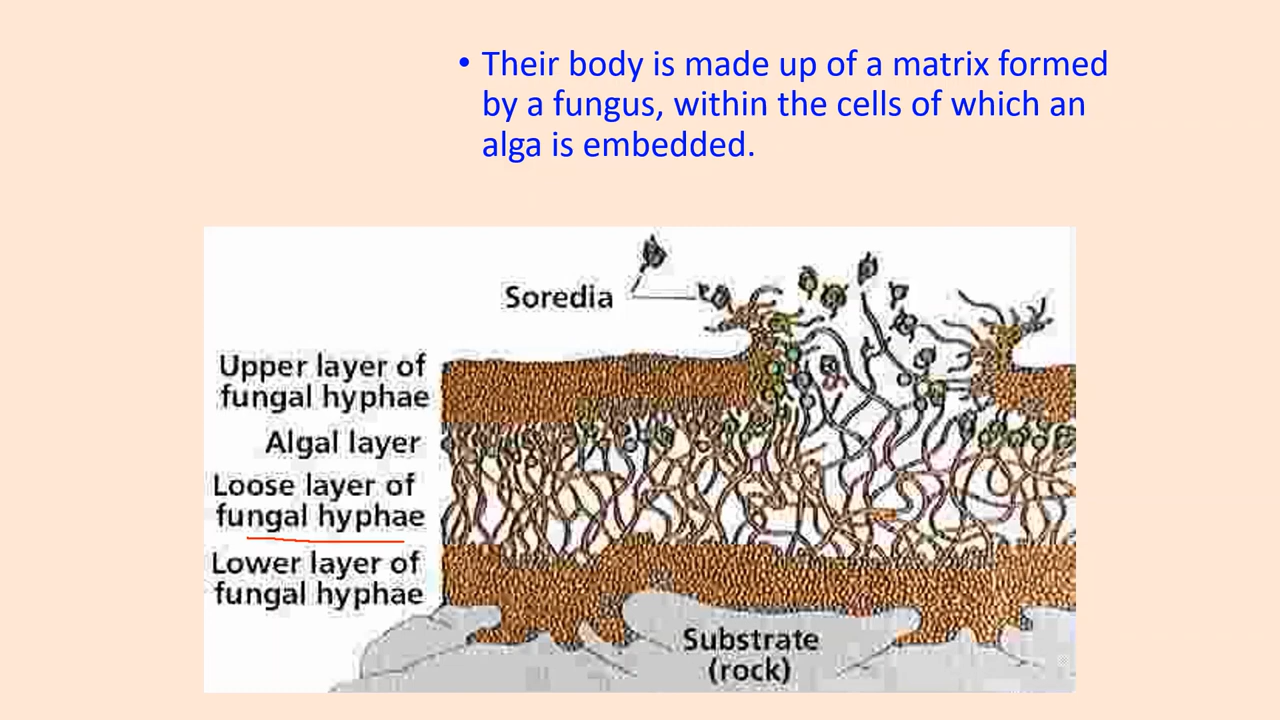 • Their body is made up of a matrix formed
by a fungus, within the cells of which an
alga is embedded.
Soredia
Upper layer of
fungal hyphae
Algal layer
Loose layer of
fungal hyphae
Lower layer of
fungal hyphae
Substrate
(rock)